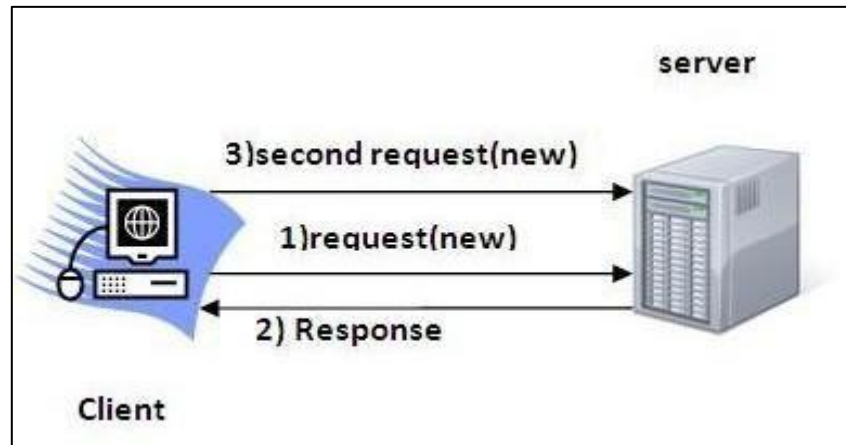 server
3)second request(new)
1)request(new)
2) Response
Client